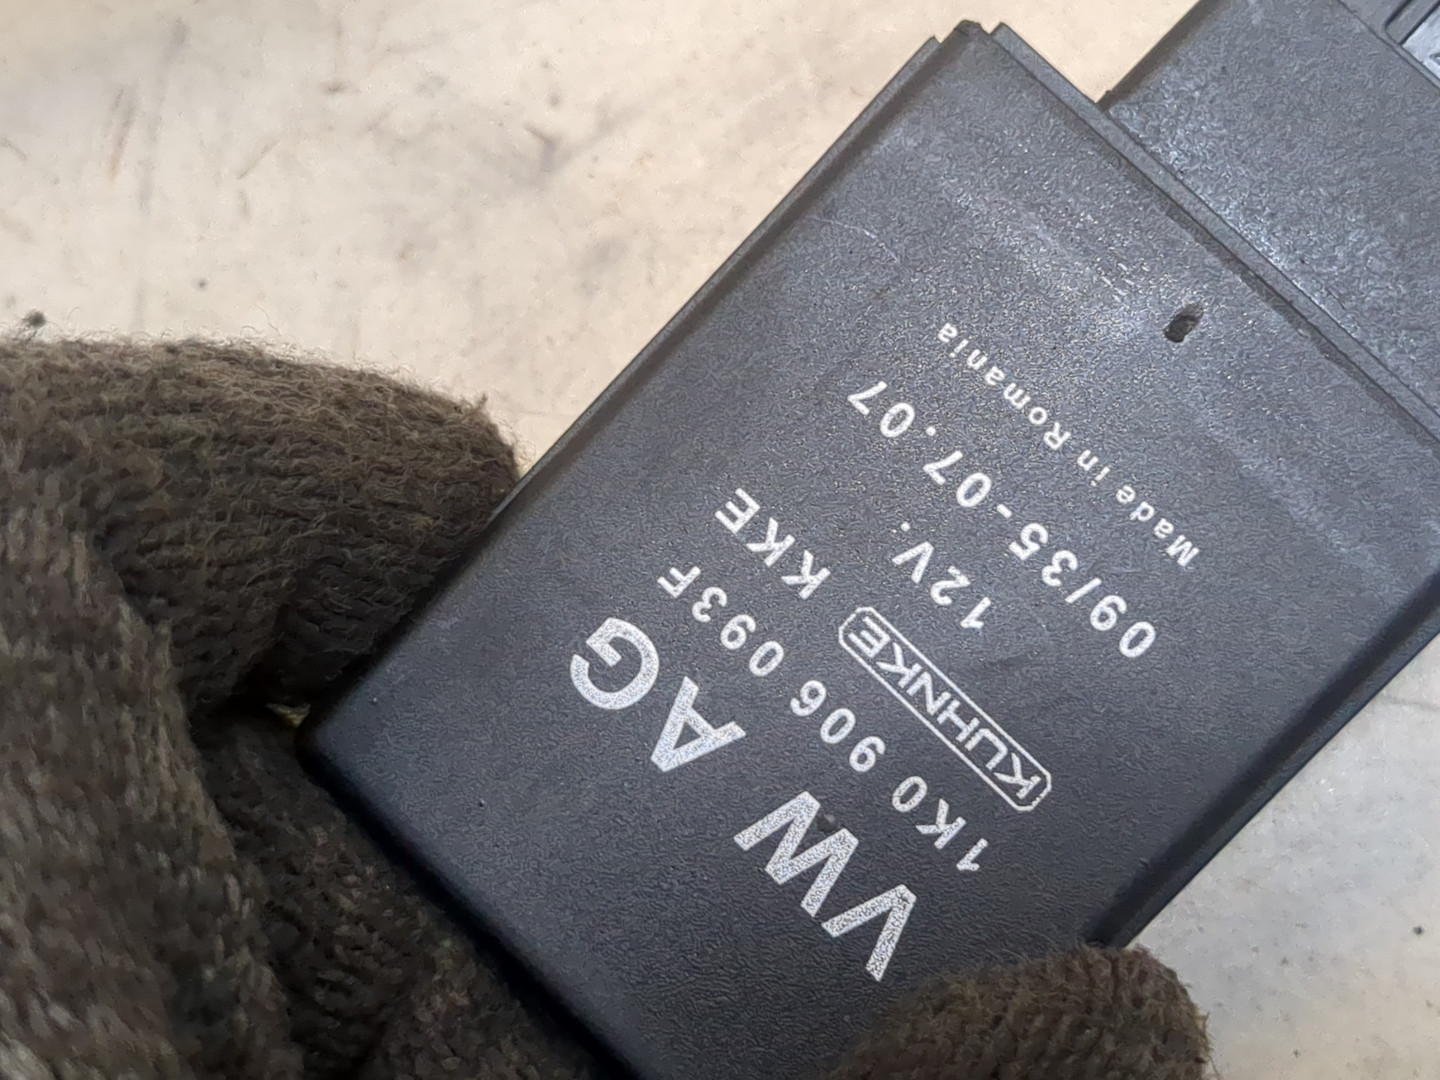 VW AG
1K0 906 093F
KUHNKE KKE
12V.
09/35-07.07
Made in Romania